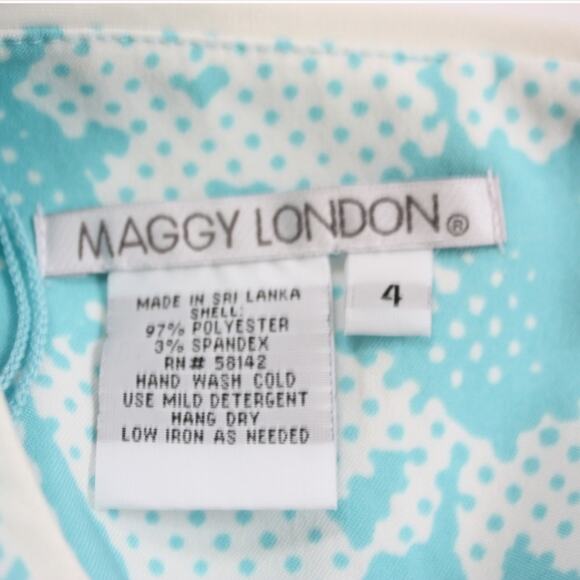 MAGGY LONDON®
4
MADE IN SRI LANKA
SHELL:
97% POLYESTER
3% SPANDEX
RN# 58142
HAND WASH COLD
USE MILD DETERGENT
HANG DRY
LOW IRON AS NEEDED